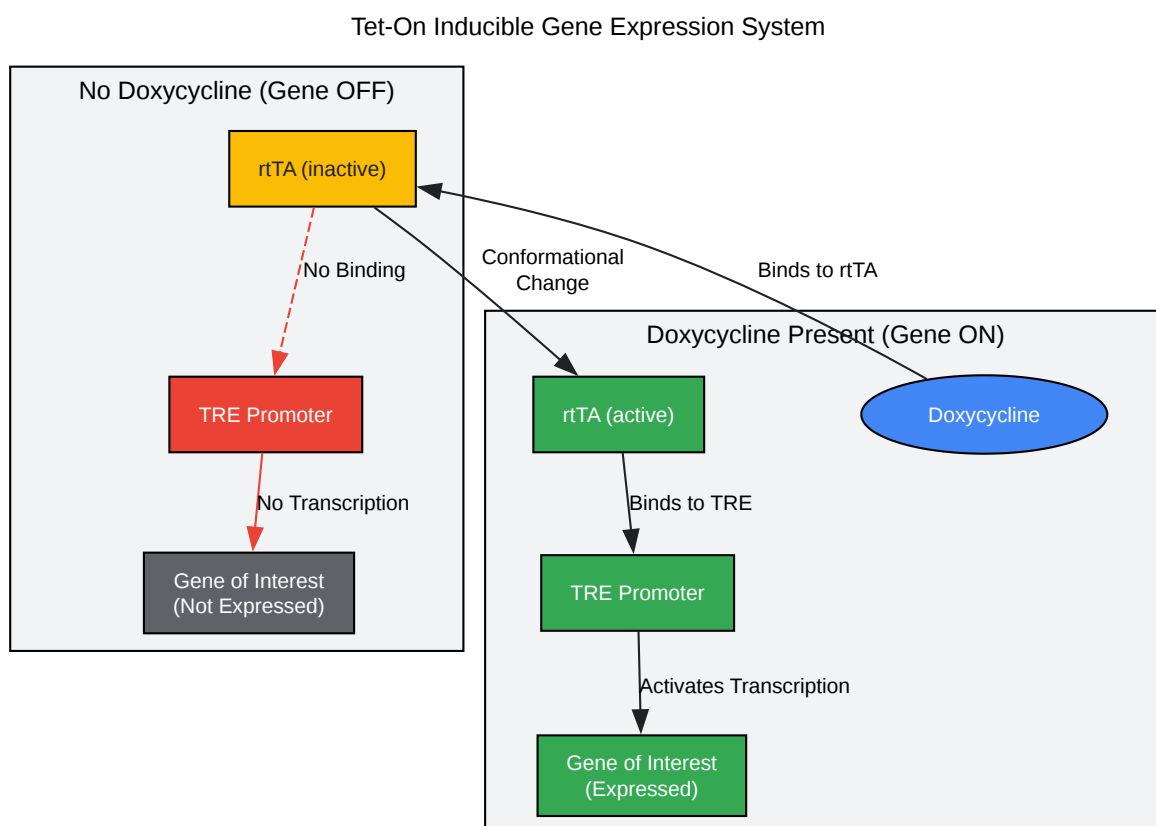 Tet-On Inducible Gene Expression System
No Doxycycline (Gene OFF)
rtTA (inactive)
No Binding
Conformational
Change
Binds to rtTA
TRE Promoter
No Transcription
Gene of Interest
(Not Expressed)
Doxycycline Present (Gene ON)
rtTA (active)
Doxycycline
Binds to TRE
TRE Promoter
Activates Transcription
Gene of Interest
(Expressed)